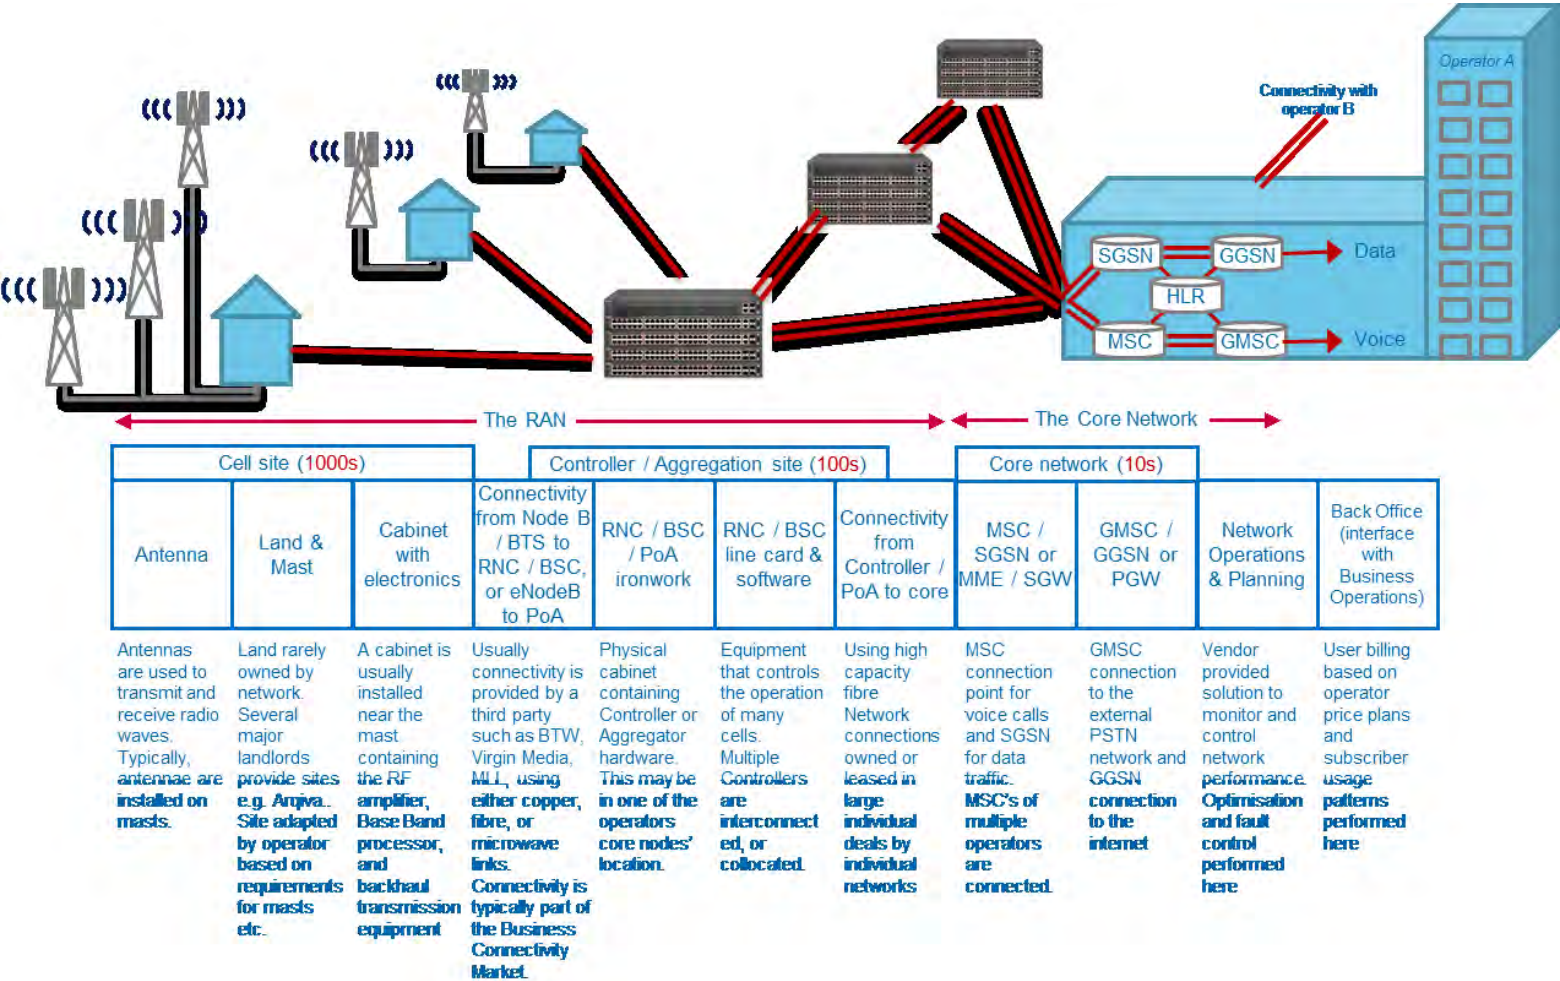 Operator A
Connectivity with
operator B
SGSN
GGSN
Data
HLR
MSC
GMSC
Voice
The RAN
The Core Network
Cell site (1000s)
Controller / Aggregation site (100s)
Core network (10s)
Antenna
Land &
Mast
Cabinet
with
electronics
Connectivity
from Node B
/ BTS to
RNC / BSC,
or eNodeB
to PoA
RNC / BSC
/ PoA
ironwork
RNC / BSC
line card &
software
Connectivity
from
Controller /
PoA to core
MSC /
SGSN or
MME / SGW
GMSC /
GGSN or
PGW
Network
Operations
& Planning
Back Office
(interface
with
Business
Operations)
Antennas
are used to
transmit and
receive radio
waves.
Typically,
antennae are
installed on
masts.
Land rarely
owned by
network.
Several
major
landlords
provide sites
e.g. Arqiva..
Site adapted
by operator
based on
requirements
for masts
etc.
A cabinet is
usually
installed
near the
mast
containing
the RF
amplifier,
Base Band
processor,
and
backhaul
transmission
equipment
Usually
connectivity is
provided by a
third party
such as BTW,
Virgin Media,
MLL, using
either copper,
fibre, or
microwave
links.
Connectivity is
typically part of
the Business
Connectivity
Market.
Physical
cabinet
containing
Controller or
Aggregator
hardware.
This may be
in one of the
operators
core nodes'
location.
Equipment
that controls
the operation
of many
cells.
Multiple
Controllers
are
interconnect
ed, or
collocated.
Using high
capacity
fibre
Network
connections
owned or
leased in
large
individual
deals by
individual
networks
MSC
connection
point for
voice calls
and SGSN
for data
traffic.
MSC's of
multiple
operators
are
connected.
GMSC
connection
to the
external
PSTN
network and
GGSN
connection
to the
internet
Vendor
provided
solution to
monitor and
control
network
performance.
Optimisation
and fault
control
performed
here
User billing
based on
operator
price plans
and
subscriber
usage
patterns
performed
here